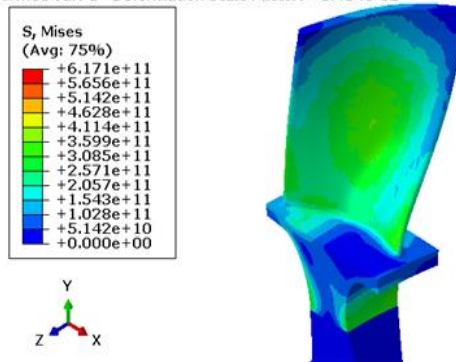 S, Mises
(Avg: 75%)
+6.171e+11
+5.656e+11
+5.142e+11
+4.628e+11
+4.114e+11
+3.599e+11
+3.085e+11
+2.571e+11
+2.057e+11
+1.543e+11
+1.028e+11
+5.142e+10
+0.000e+00
Y
Z
X